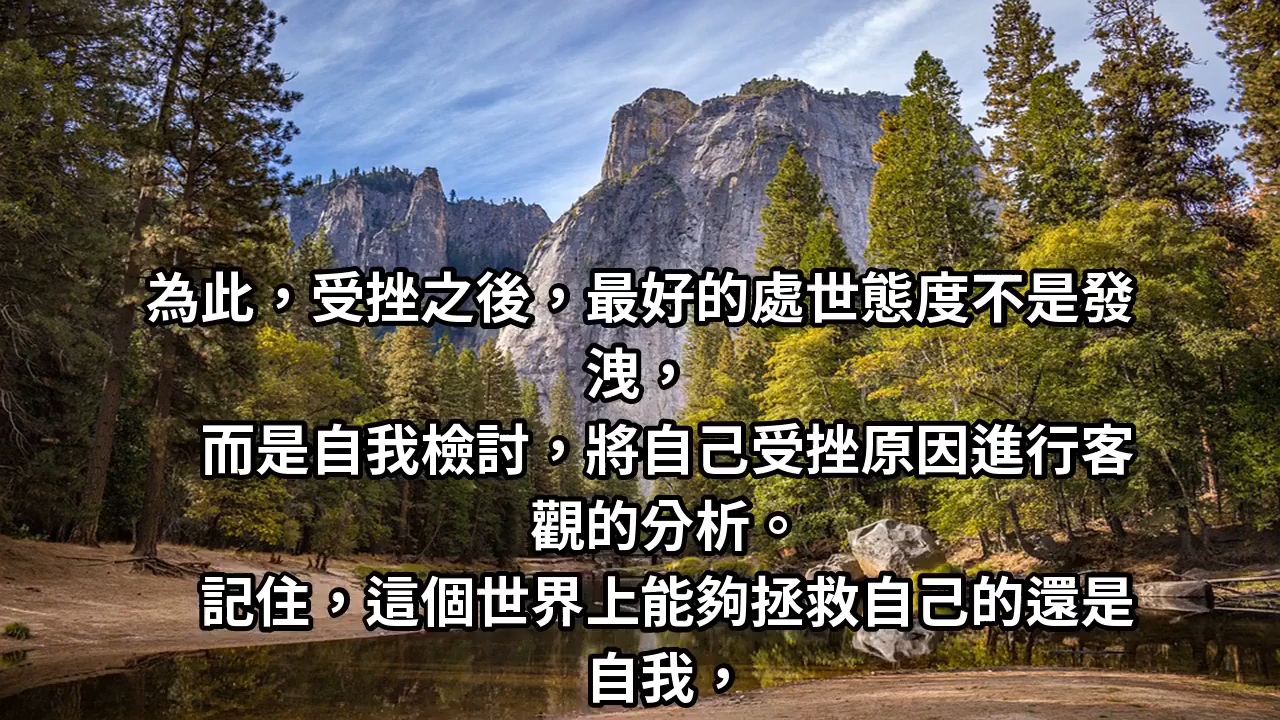 為此，受挫之後，最好的處世態度不是發
洩，
而是自我檢討，將自己受挫原因進行客
觀的分析。
記住，這個世界上能夠拯救自己的還是
自我，